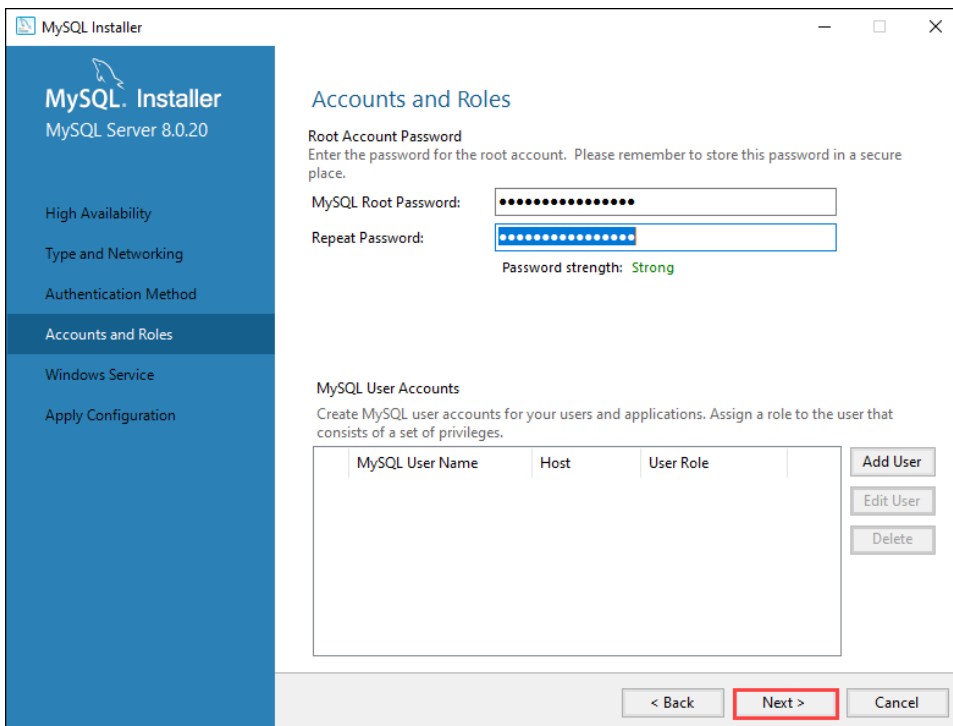 MySQL Installer
MySQL. Installer
MySQL Server 8.0.20
High Availability
Type and Networking
Authentication Method
Accounts and Roles
Windows Service
Apply Configuration
Accounts and Roles
Root Account Password
Enter the password for the root account.  Please remember to store this password in a secure
place.
MySQL Root Password: ●●●●●●●●●●●●●●●●
Repeat Password: ●●●●●●●●●●●●●●●●
Password strength: Strong
MySQL User Accounts
Create MySQL user accounts for your users and applications. Assign a role to the user that
consists of a set of privileges.
MySQL User Name Host User Role
Add User
Edit User
Delete
< Back Next > Cancel